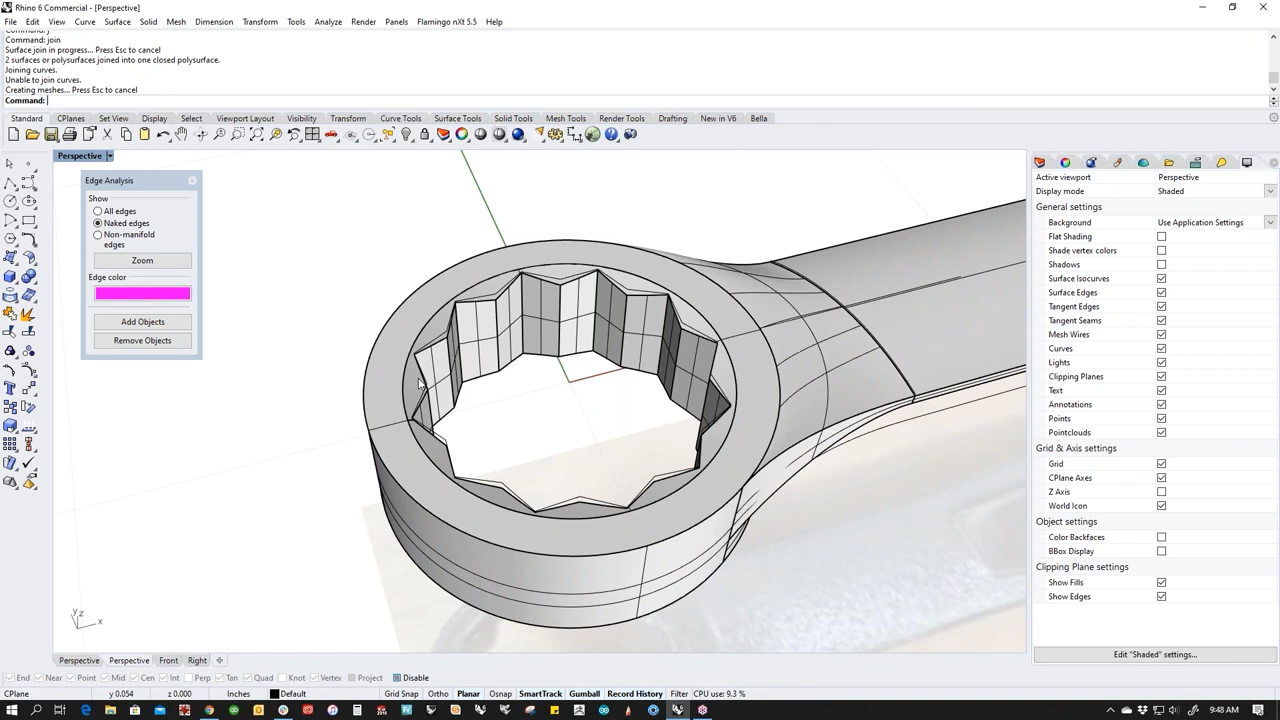 Rhino 6 Commercial - [Perspective]
File Edit View Curve Surface Solid Mesh Dimension Transform Tools Analyze Render Panels Flamingo nXt 5.5 Help
Command: join
Surface join in progress... Press Esc to cancel
2 surfaces or polysurfaces joined into one closed polysurface.
Joining curves.
Unable to join curves.
Creating meshes... Press Esc to cancel
Command:
Standard CPlanes Set View Display Select Viewport Layout Visibility Transform Curve Tools Surface Tools Solid Tools Mesh Tools Render Tools Drafting New in V6 Bella
Perspective
Edge Analysis
Show
All edges
Naked edges
Non-manifold
edges
Zoom
Edge color
Add Objects
Remove Objects
Active viewport Perspective
Display mode Shaded
General settings
Background Use Application Settings
Flat Shading
Shade vertex colors
Shadows
Surface Isocurves
Surface Edges
Tangent Edges
Tangent Seams
Mesh Wires
Curves
Lights
Clipping Planes
Text
Annotations
Points
Pointclouds
Grid & Axis settings
Grid
CPlane Axes
Z Axis
World Icon
Object settings
Color Backfaces
BBox Display
Clipping Plane settings
Show Fills
Show Edges
Edit "Shaded" settings...
y z
x
Perspective Perspective Front Right
End Near Point Mid Cen Int Perp Tan Quad Knot Vertex Project Disable
CPlane y 0.054 z 0.000 Inches Default Grid Snap Ortho Planar Osnap SmartTrack Gumball Record History Filter CPU use: 9.3 %
9:48 AM